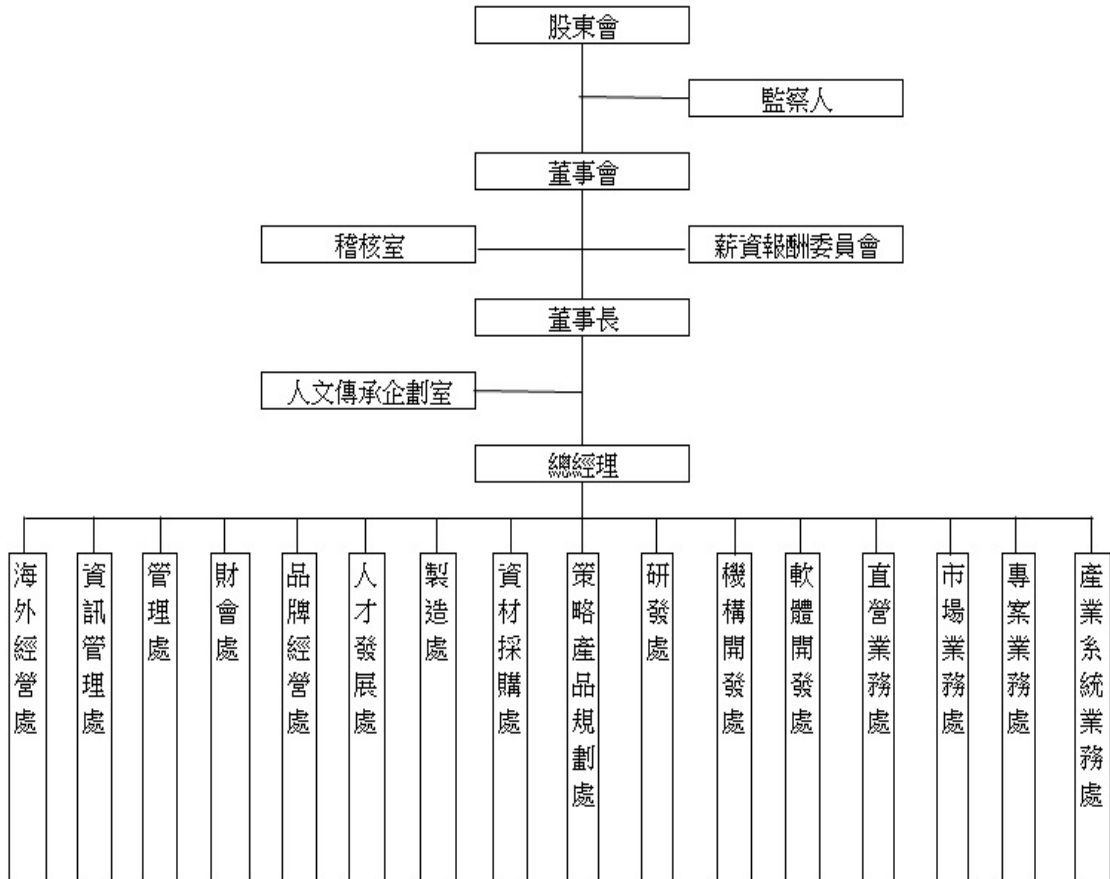 股東會
監察人
董事會
稽核室
薪資報酬委員會
董事長
人文傳承企劃室
總經理
海外經營處
資訊管理處
管理處
財會處
品牌經營處
人才發展處
製造處
資材採購處
策略產品規劃處
研發處
機構開發處
軟體開發處
直營業務處
市場業務處
專案業務處
產業系統業務處